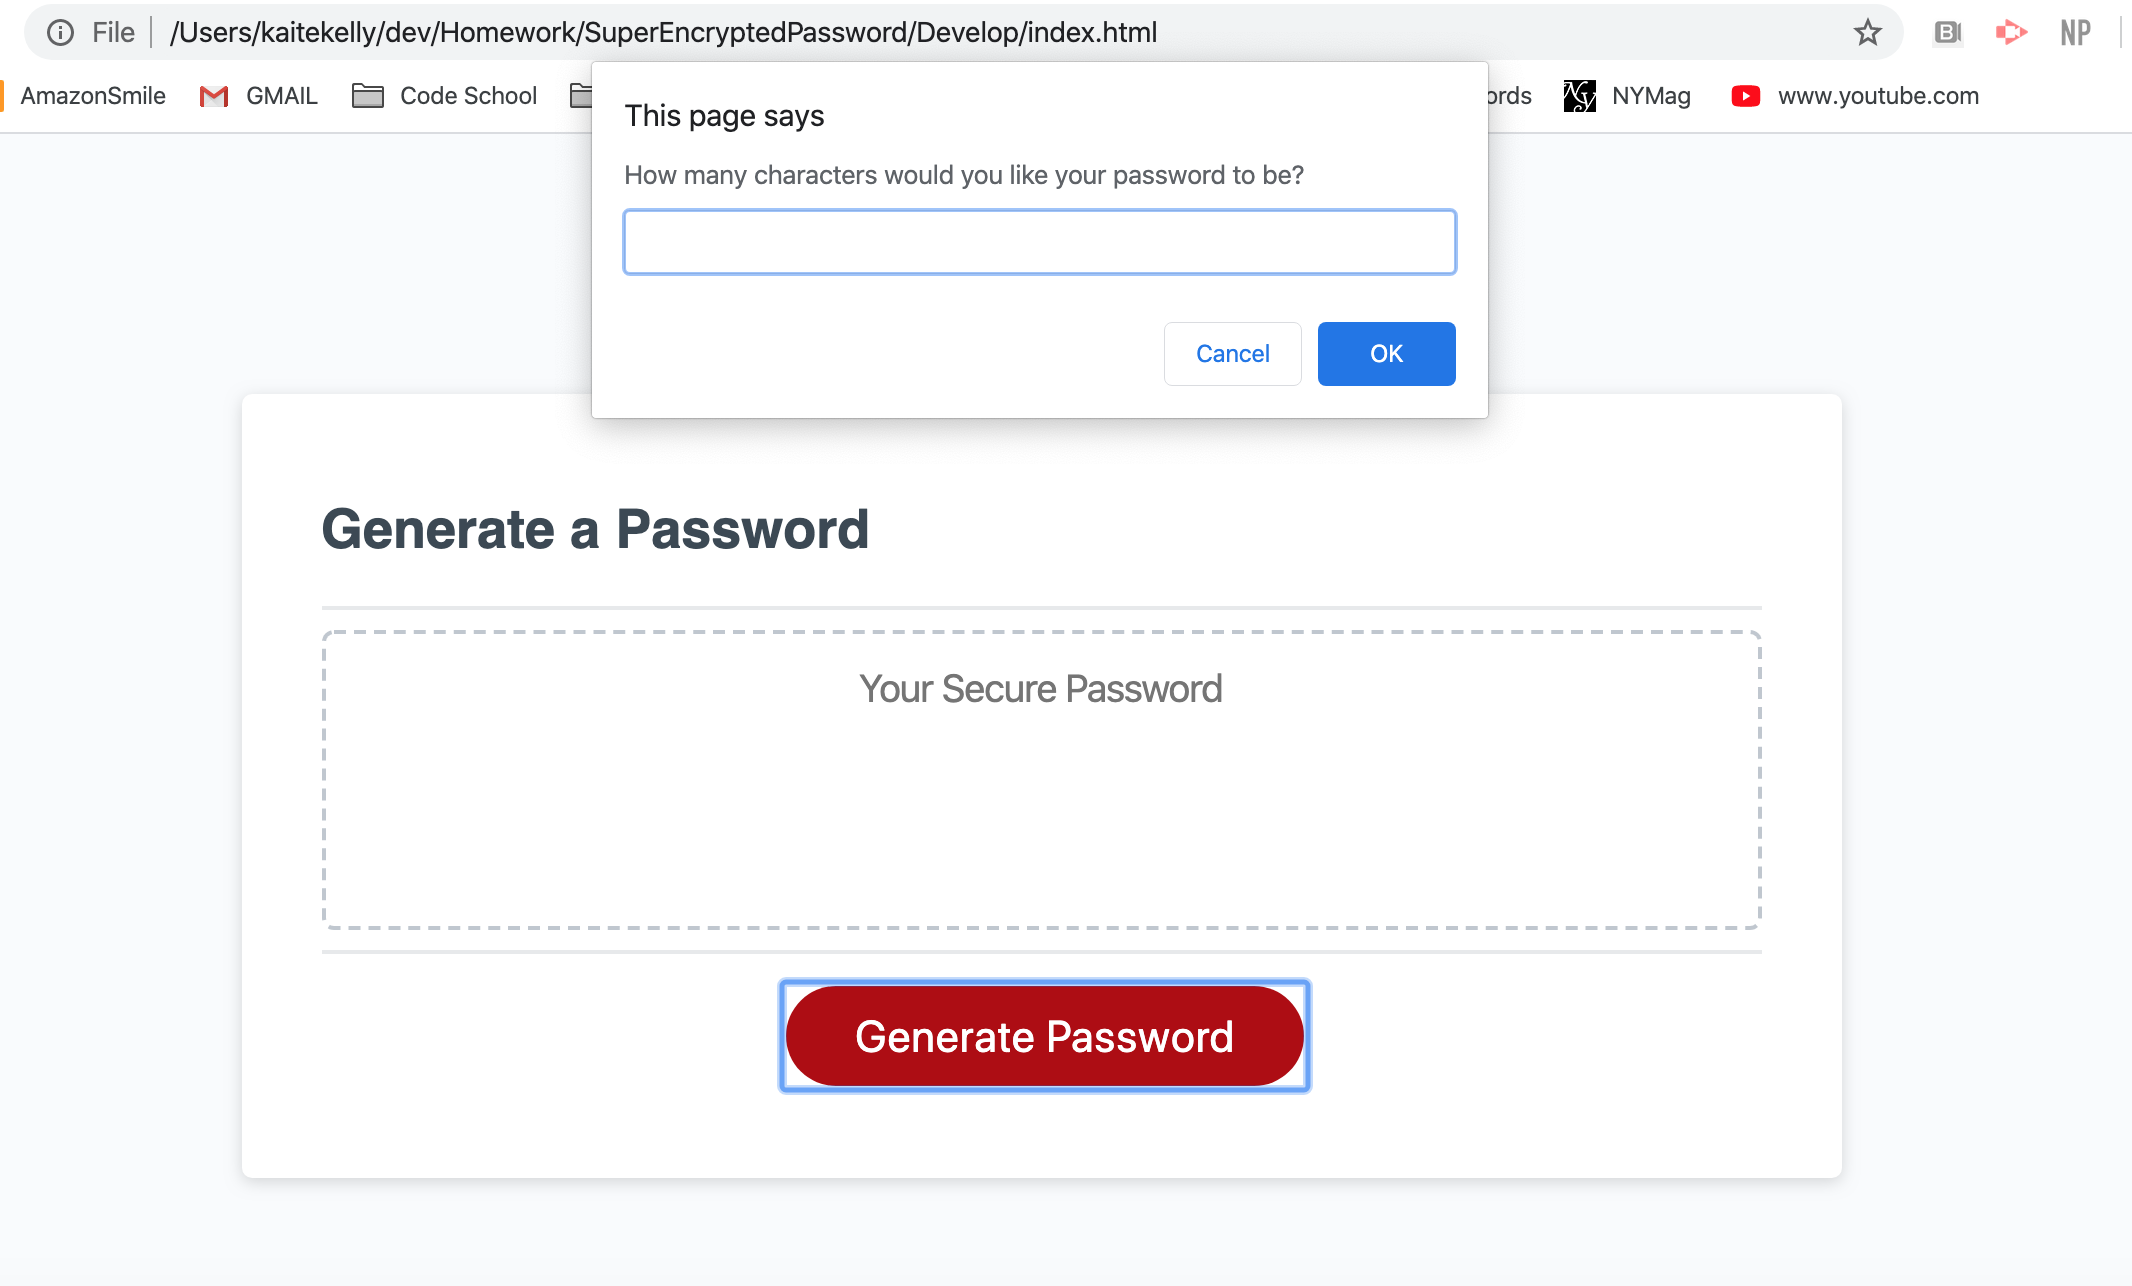 File /Users/kaitekelly/dev/Homework/SuperEncryptedPassword/Develop/index.html NP
AmazonSmile GMAIL Code School NYMag www.youtube.com
This page says
How many characters would you like your password to be?
Cancel OK
Generate a Password
Your Secure Password
Generate Password